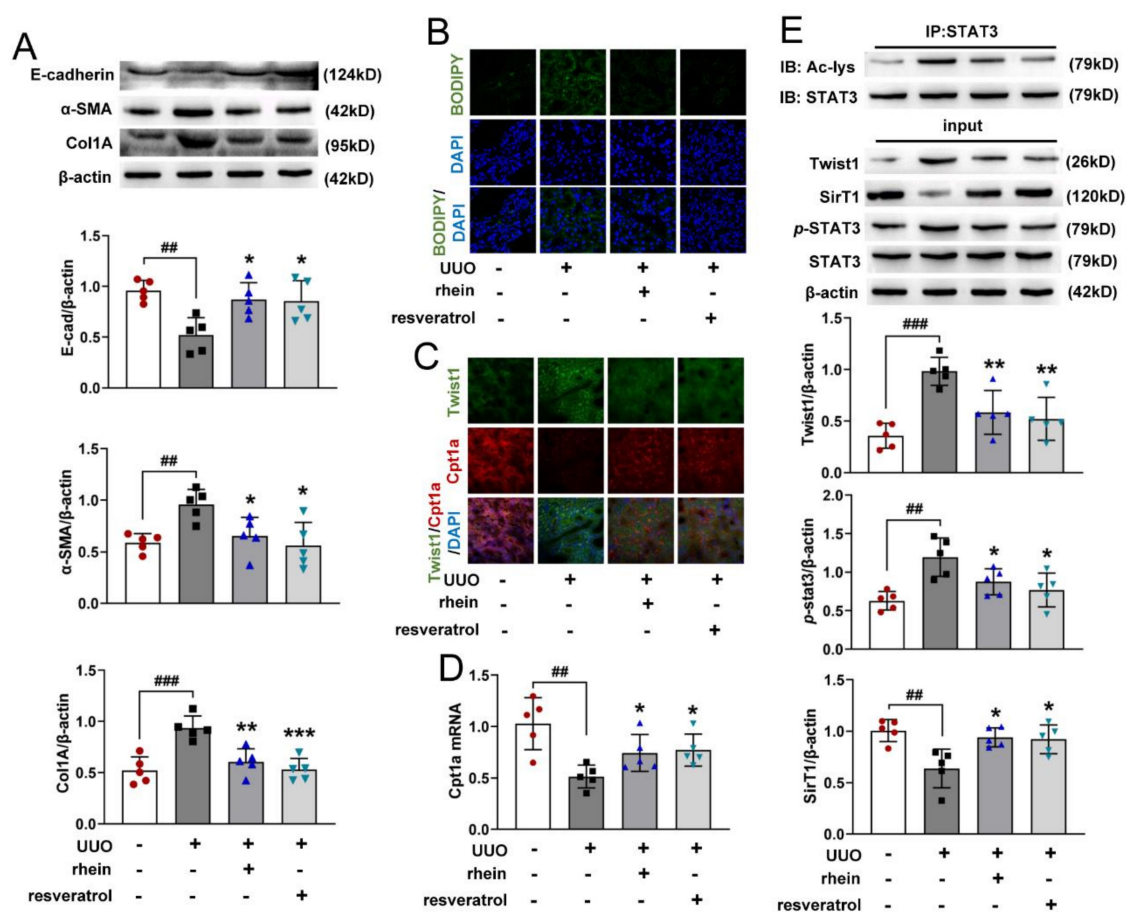 A
E-cadherin (124kD)
α-SMA (42kD)
Col1A (95kD)
β-actin (42kD)
E-cad/β-actin
1.5
1.0
0.5
0.0
## * *
α-SMA/β-actin
1.5
1.0
0.5
0.0
## * *
Col1A/β-actin
1.5
1.0
0.5
0.0
### ** ***
UUO - + + +
rhein - - + -
resveratrol - - - +
B
BODIPY
DAPI
BODIPY/
DAPI
UUO - + + +
rhein - - + -
resveratrol - - - +
C
Twist1
Cpt1a
Twist1/Cpt1a
/DAPI
UUO - + + +
rhein - - + -
resveratrol - - - +
D
Cpt1a mRNA
1.5
1.0
0.5
0.0
## * *
UUO - + + +
rhein - - + -
resveratrol - - - +
E
IP:STAT3
IB: Ac-lys (79kD)
IB: STAT3 (79kD)
input
Twist1 (26kD)
SirT1 (120kD)
p-STAT3 (79kD)
STAT3 (79kD)
β-actin (42kD)
Twist1/β-actin
1.5
1.0
0.5
0.0
### ** **
p-stat3/β-actin
2.0
1.5
1.0
0.5
0.0
## * *
SirT1/β-actin
1.5
1.0
0.5
0.0
## * *
UUO - + + +
rhein - - + -
resveratrol - - - +